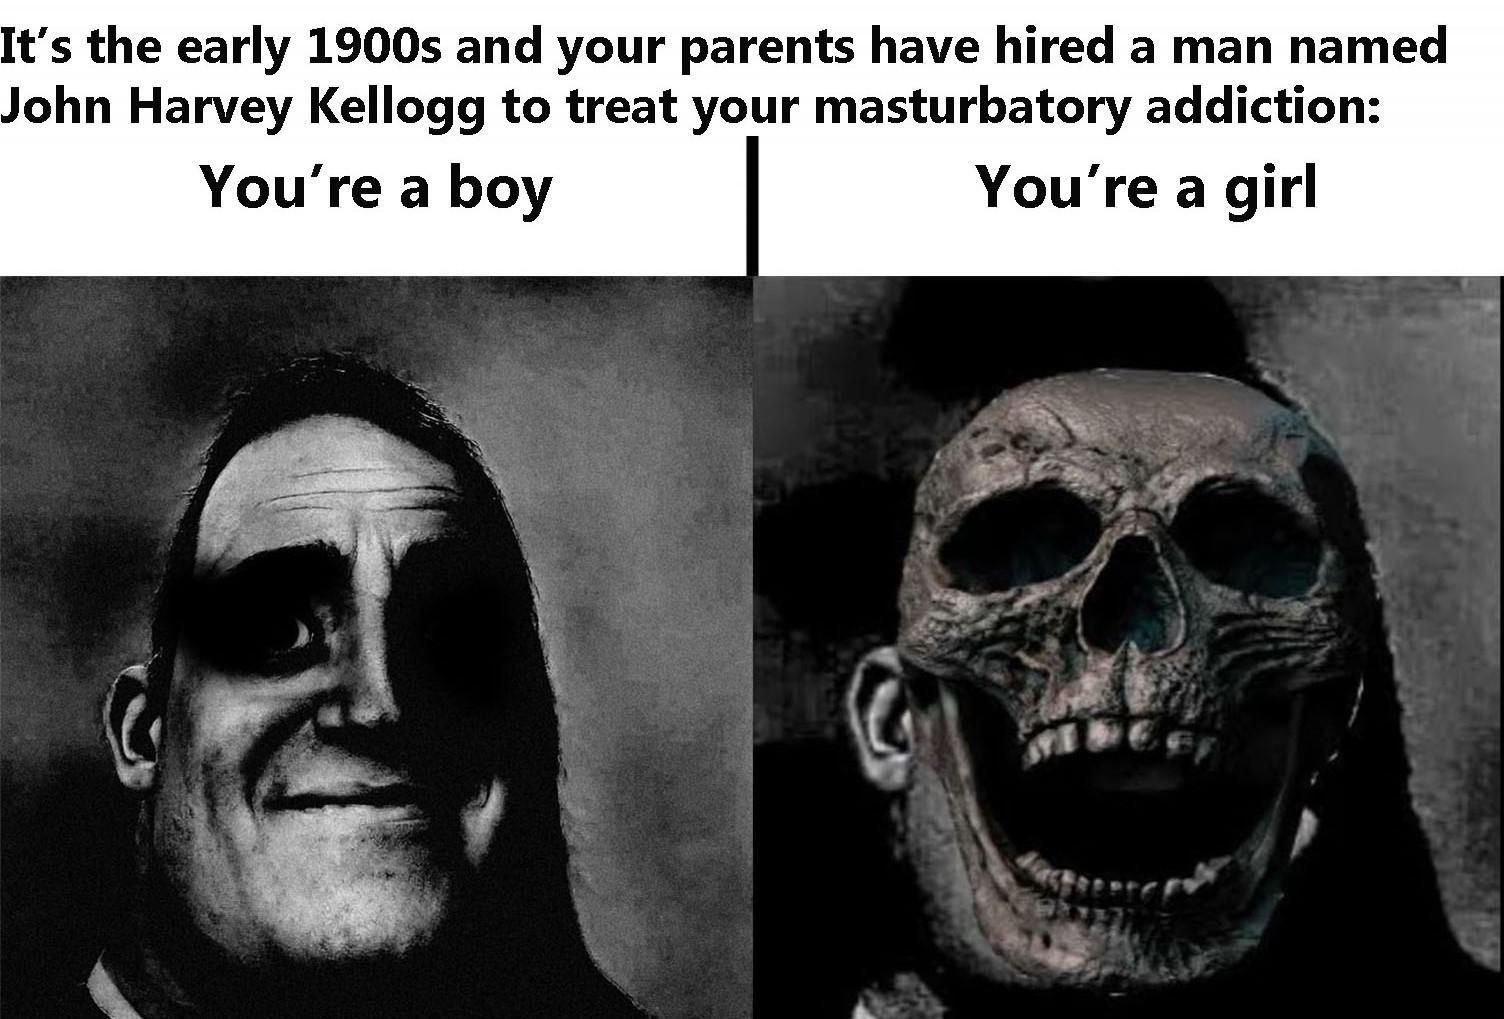 It’s the early 1900s and your parents have hired a man named
John Harvey Kellogg to treat your masturbatory addiction:
You’re a boy
You’re a girl